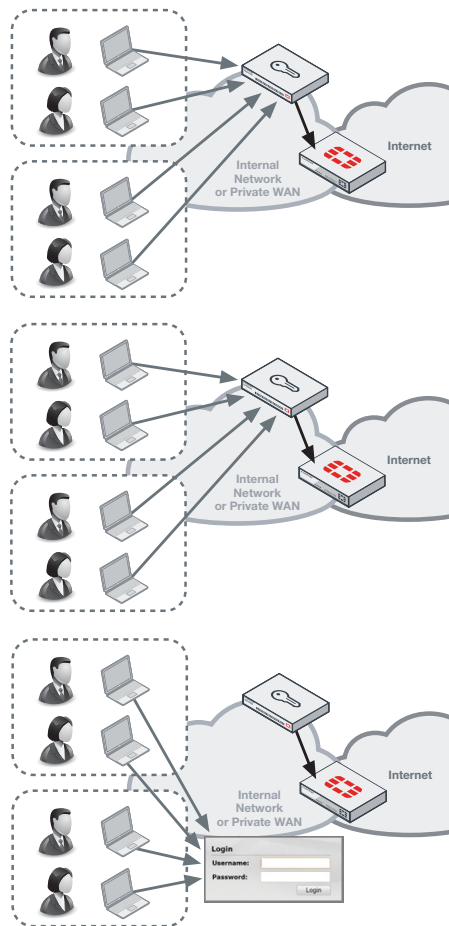 Internet
Internal
Network
or Private WAN
Internet
Internal
Network
or Private WAN
Internet
Internal
Network
or Private WAN
Login
Username:
Password:
Login